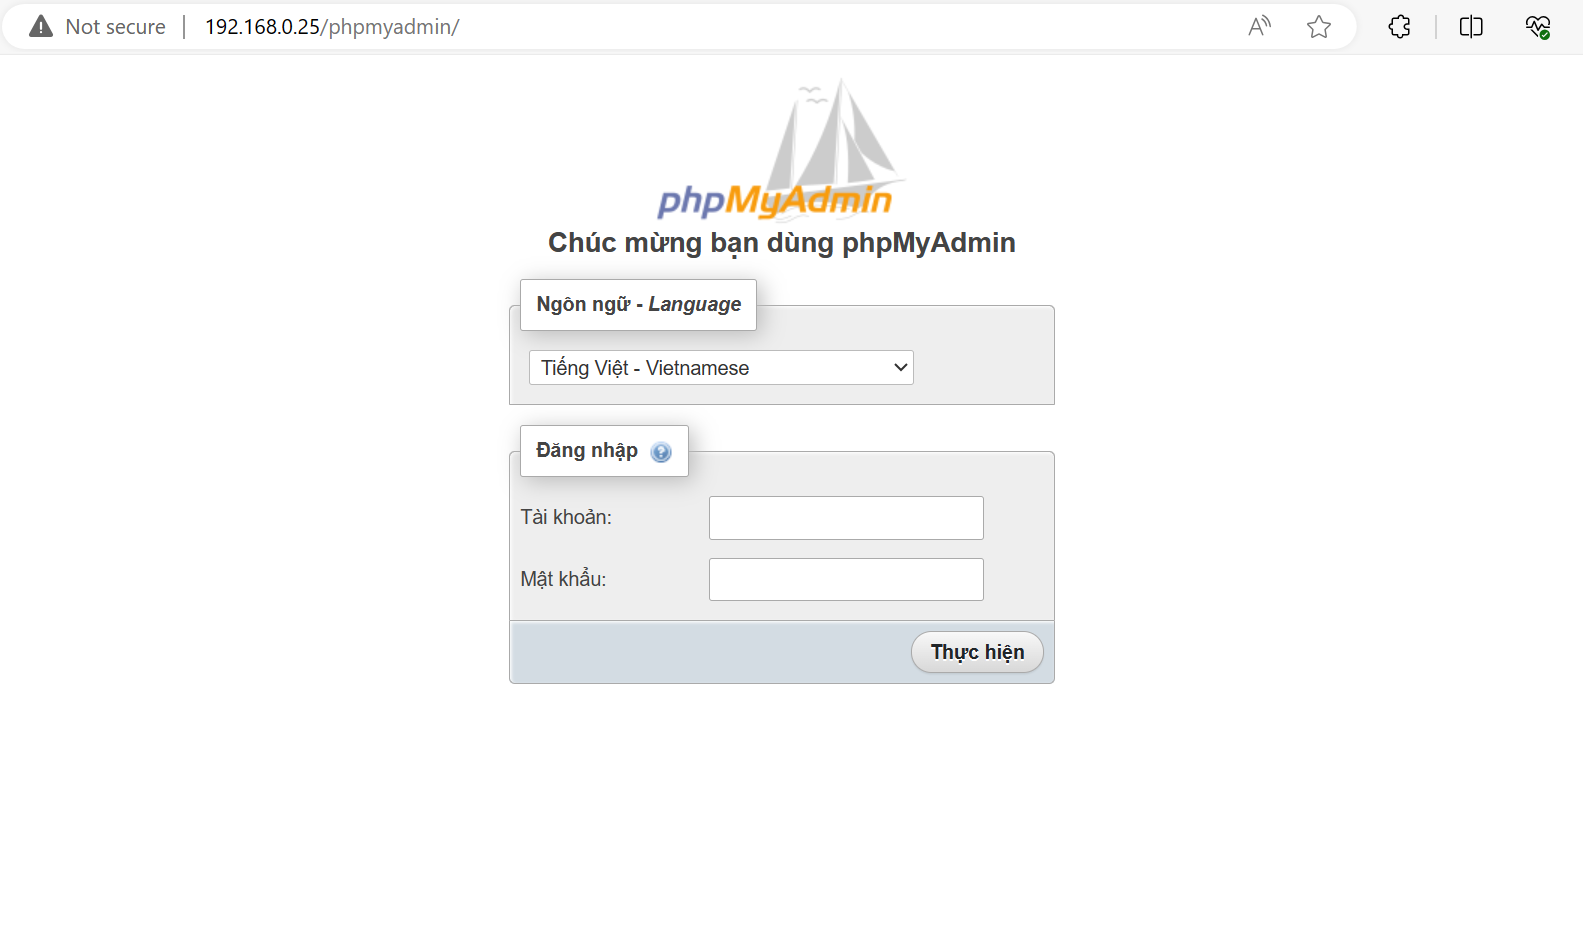 Not secure
192.168.0.25/phpmyadmin/
phpMyAdmin
Chúc mừng bạn dùng phpMyAdmin
Ngôn ngữ - Language
Tiếng Việt - Vietnamese
Đăng nhập
Tài khoản:
Mật khẩu:
Thực hiện